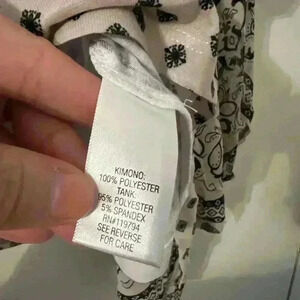 KIMONO:
100% POLYESTER
TANK:
95% POLYESTER
5% SPANDEX
RN#119794
SEE REVERSE
FOR CARE